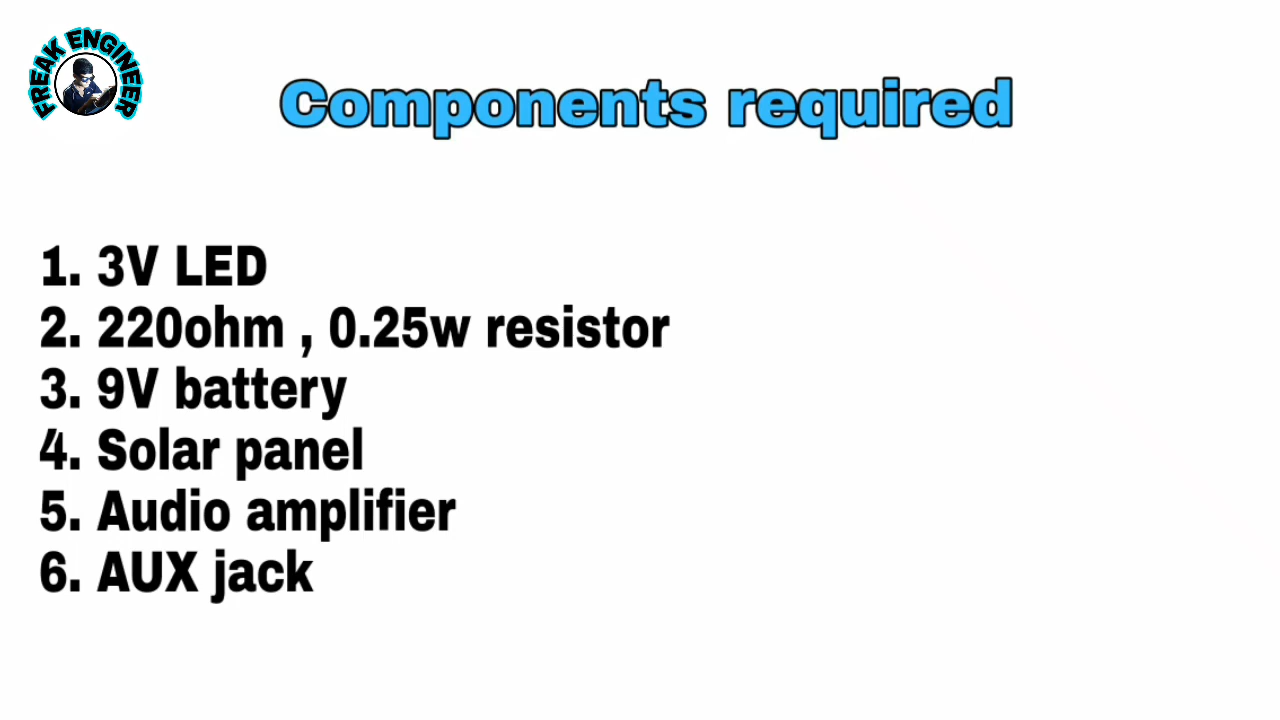 FREAK ENGINEER
Components required
1. 3V LED
2. 220ohm , 0.25w resistor
3. 9V battery
4. Solar panel
5. Audio amplifier
6. AUX jack